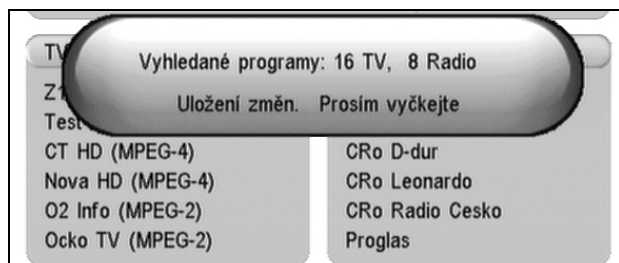 Vyhledané programy: 16 TV, 8 Radio
Uložení změn. Prosím vyčkejte
TV
Z1
Test
CT HD (MPEG-4)
Nova HD (MPEG-4)
O2 Info (MPEG-2)
Ocko TV (MPEG-2)
CRo D-dur
CRo Leonardo
CRo Radio Cesko
Proglas